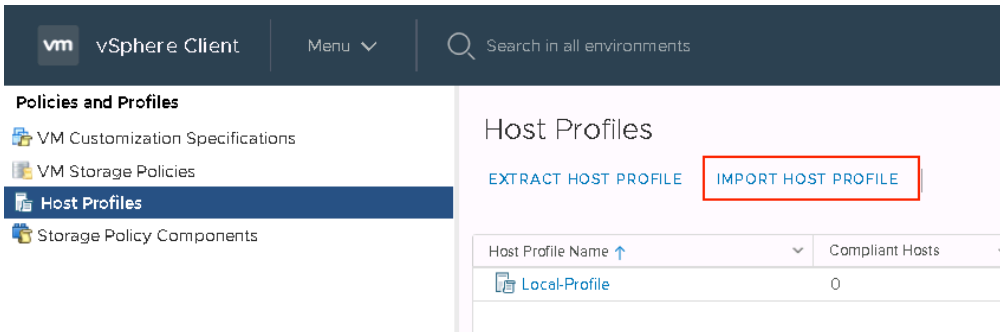 vm vSphere Client Menu Search in all environments
Policies and Profiles
VM Customization Specifications
VM Storage Policies
Host Profiles
Storage Policy Components
Host Profiles
EXTRACT HOST PROFILE IMPORT HOST PROFILE
Host Profile Name ↑ Compliant Hosts
Local-Profile 0